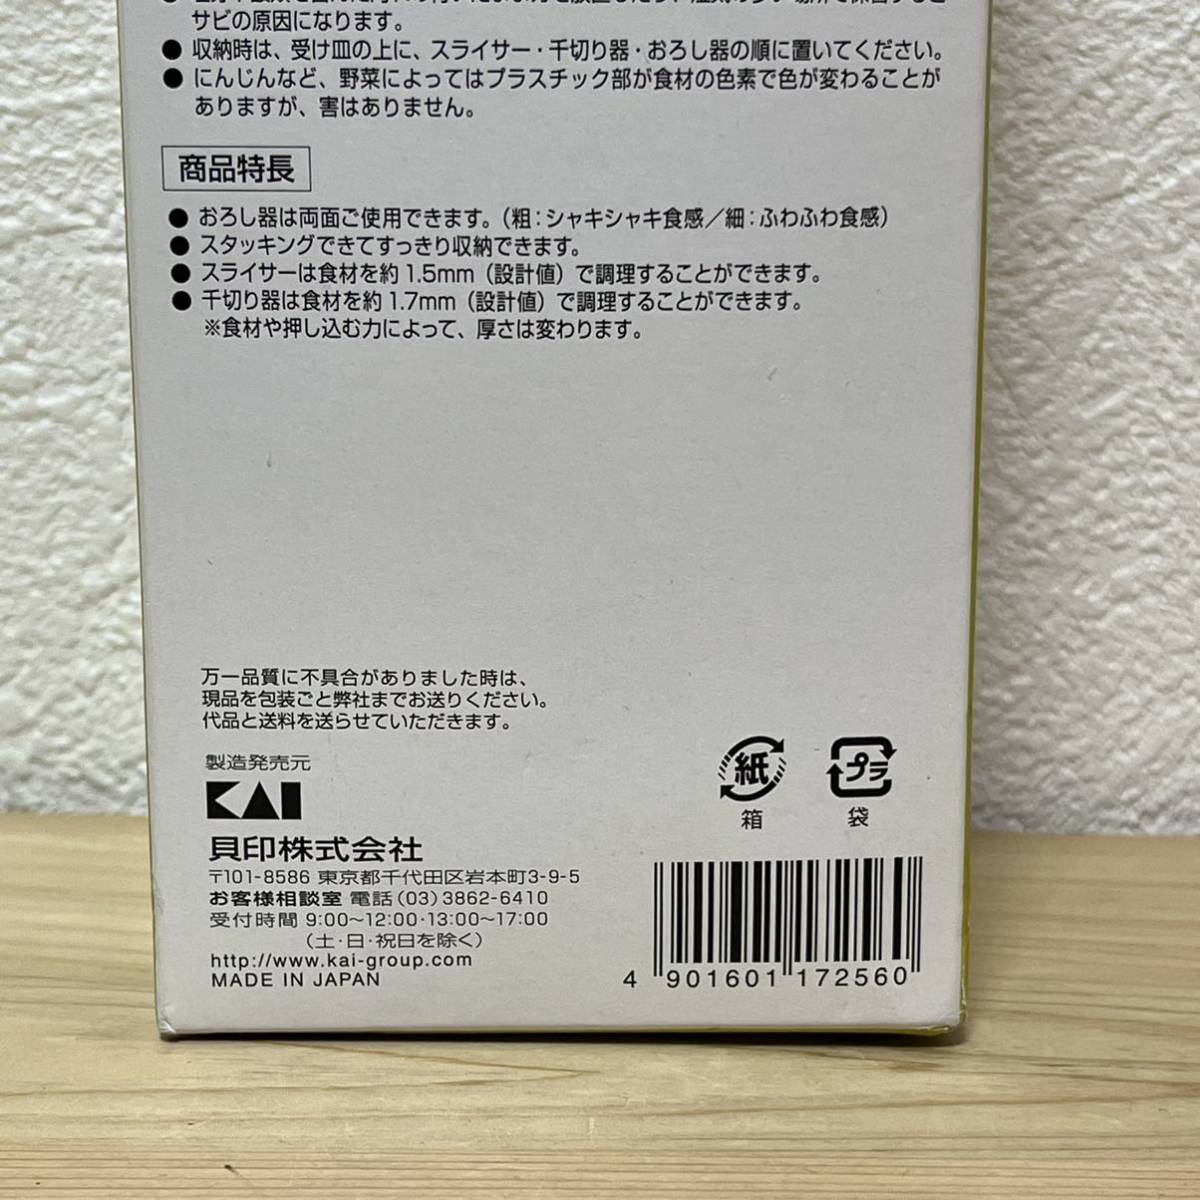 サビの原因になります。
● 収納時は、受け皿の上に、スライサー・千切り器・おろし器の順に置いてください。
● にんじんなど、野菜によってはプラスチック部が食材の色素で色が変わることが
ありますが、害はありません。
商品特長
● おろし器は両面ご使用できます。（粗：シャキシャキ食感／細：ふわふわ食感）
● スタッキングできてすっきり収納できます。
● スライサーは食材を約1.5mm（設計値）で調理することができます。
● 千切り器は食材を約1.7mm（設計値）で調理することができます。
※食材や押し込む力によって、厚さは変わります。
万一品質に不具合がありました時は、
現品を包装ごと弊社までお送りください。
代品と送料を送らせていただきます。
製造発売元
KAI
貝印株式会社
〒101-8586 東京都千代田区岩本町3-9-5
お客様相談室 電話(03)3862-6410
受付時間 9:00〜12:00・13:00〜17:00
（土・日・祝日を除く）
http://www.kai-group.com
MADE IN JAPAN
紙
箱
プラ
袋
4 901601 172560